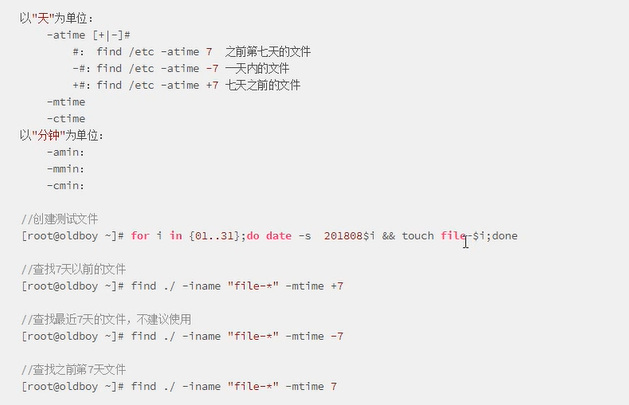 以"天"为单位：
-atime [+|-]#
#: find /etc -atime 7 之前第七天的文件
-#: find /etc -atime -7 一天内的文件
+#: find /etc -atime +7 七天之前的文件
-mtime
-ctime
以"分钟"为单位：
-amin:
-mmin:
-cmin:
//创建测试文件
[root@oldboy ~]# for i in {01..31};do date -s 201808$i && touch file-$i;done
//查找7天以前的文件
[root@oldboy ~]# find ./ -iname "file-*" -mtime +7
//查找最近7天的文件，不建议使用
[root@oldboy ~]# find ./ -iname "file-*" -mtime -7
//查找之前第7天文件
[root@oldboy ~]# find ./ -iname "file-*" -mtime 7